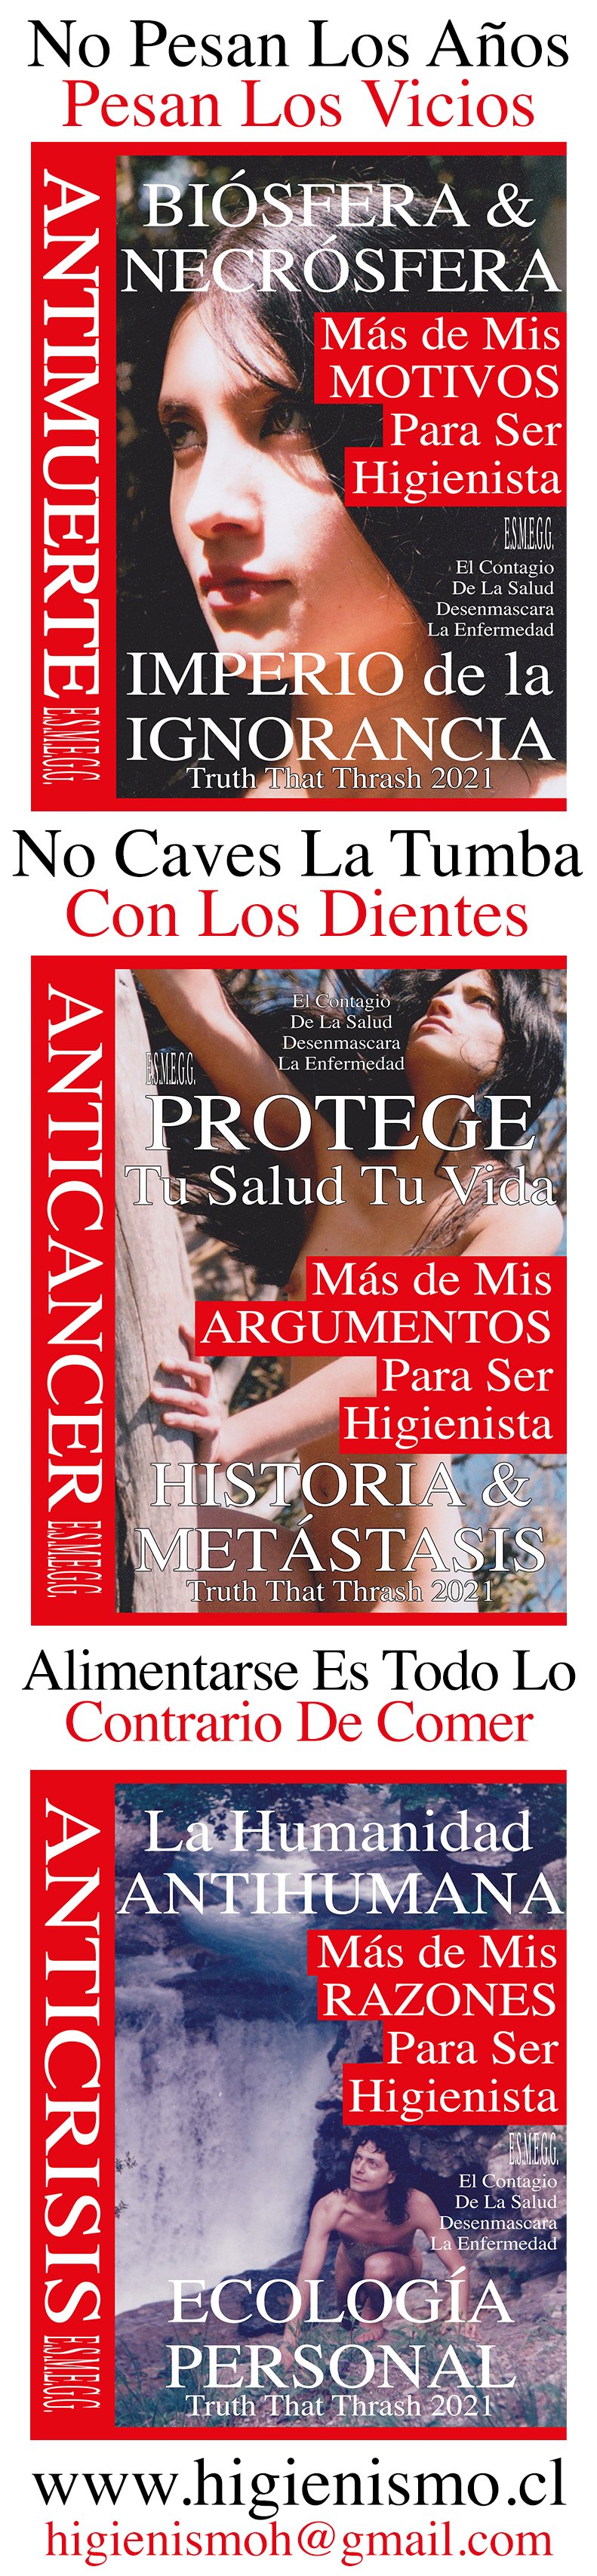 No Pesan Los Años
Pesan Los Vicios
ANTIMUERTE E.S.M.E.G.G.
BIÓSFERA &
NECRÓSFERA
Más de Mis
MOTIVOS
Para Ser
Higienista
E.S.M.E.G.G.
El Contagio
De La Salud
Desenmascara
La Enfermedad
IMPERIO de la
IGNORANCIA
Truth That Thrash 2021
No Caves La Tumba
Con Los Dientes
ANTICANCER E.S.M.E.G.G.
El Contagio
De La Salud
Desenmascara
La Enfermedad
E.S.M.E.G.G.
PROTEGE
Tu Salud Tu Vida
Más de Mis
ARGUMENTOS
Para Ser
Higienista
HISTORIA &
METÁSTASIS
Truth That Thrash 2021
Alimentarse Es Todo Lo
Contrario De Comer
ANTICRISIS E.S.M.E.G.G.
La Humanidad
ANTIHUMANA
Más de Mis
RAZONES
Para Ser
Higienista
E.S.M.E.G.G.
El Contagio
De La Salud
Desenmascara
La Enfermedad
ECOLOGÍA
PERSONAL
Truth That Thrash 2021
www.higienismo.cl
higienismoh@gmail.com